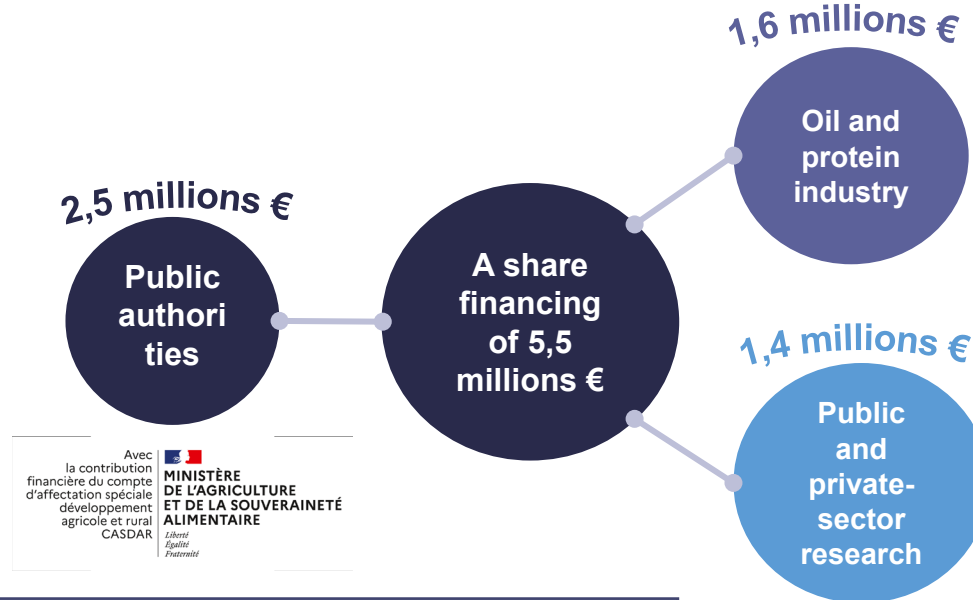 1,6 millions €
Oil and
protein
industry
2,5 millions €
Public
authori
ties
A share
financing
of 5,5
millions €
1,4 millions €
Public
and
private-
sector
research
Avec
la contribution
financière du compte
d'affectation spéciale
développement
agricole et rural
CASDAR
MINISTÈRE
DE L'AGRICULTURE
ET DE LA SOUVERAINETÉ
ALIMENTAIRE
Liberté
Égalité
Fraternité